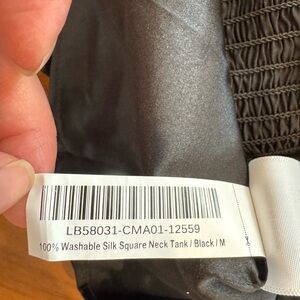 LB58031-CMA01-12559
100% Washable Silk Square Neck Tank / Black / M